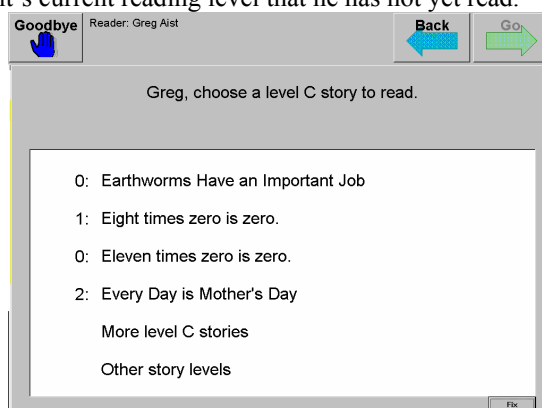 it's current reading level that he has not yet read.
Goodbye
Reader: Greg Aist
Back
Go
Greg, choose a level C story to read.
0: Earthworms Have an Important Job
1: Eight times zero is zero.
0: Eleven times zero is zero.
2: Every Day is Mother's Day
More level C stories
Other story levels
Fix